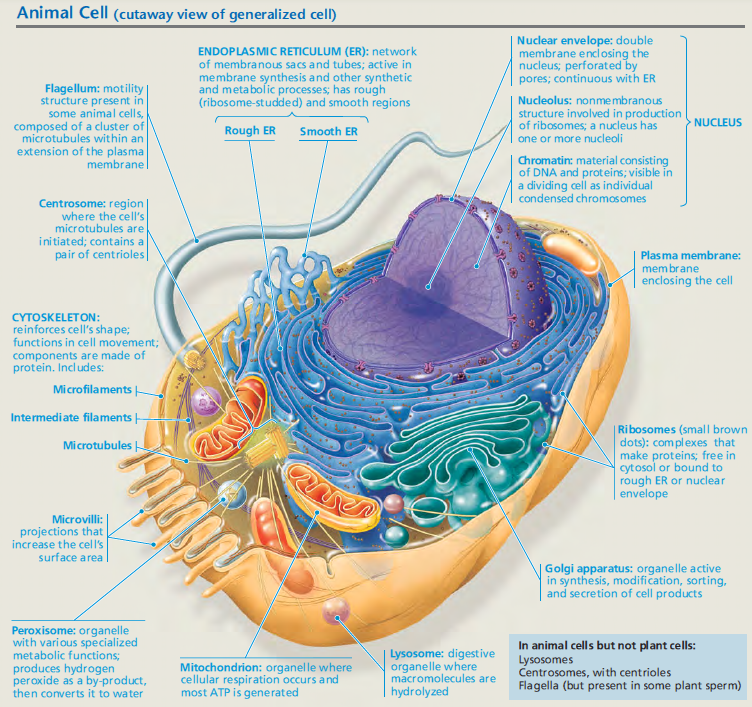 Animal Cell (cutaway view of generalized cell)
ENDOPLASMIC RETICULUM (ER): network
of membranous sacs and tubes; active in
membrane synthesis and other synthetic
and metabolic processes; has rough
(ribosome-studded) and smooth regions
Rough ER
Smooth ER
Nuclear envelope: double
membrane enclosing the
nucleus; perforated by
pores; continuous with ER
Nucleolus: nonmembranous
structure involved in production
of ribosomes; a nucleus has
one or more nucleoli
Chromatin: material consisting
of DNA and proteins; visible in
a dividing cell as individual
condensed chromosomes
NUCLEUS
Flagellum: motility
structure present in
some animal cells,
composed of a cluster of
microtubules within an
extension of the plasma
membrane
Centrosome: region
where the cell's
microtubules are
initiated; contains a
pair of centrioles
CYTOSKELETON:
reinforces cell's shape;
functions in cell movement;
components are made of
protein. Includes:
Microfilaments
Intermediate filaments
Microtubules
Microvilli:
projections that
increase the cell's
surface area
Peroxisome: organelle
with various specialized
metabolic functions;
produces hydrogen
peroxide as a by-product,
then converts it to water
Mitochondrion: organelle where
cellular respiration occurs and
most ATP is generated
Lysosome: digestive
organelle where
macromolecules are
hydrolyzed
Plasma membrane:
membrane
enclosing the cell
Ribosomes (small brown
dots): complexes that
make proteins; free in
cytosol or bound to
rough ER or nuclear
envelope
Golgi apparatus: organelle active
in synthesis, modification, sorting,
and secretion of cell products
In animal cells but not plant cells:
Lysosomes
Centrosomes, with centrioles
Flagella (but present in some plant sperm)